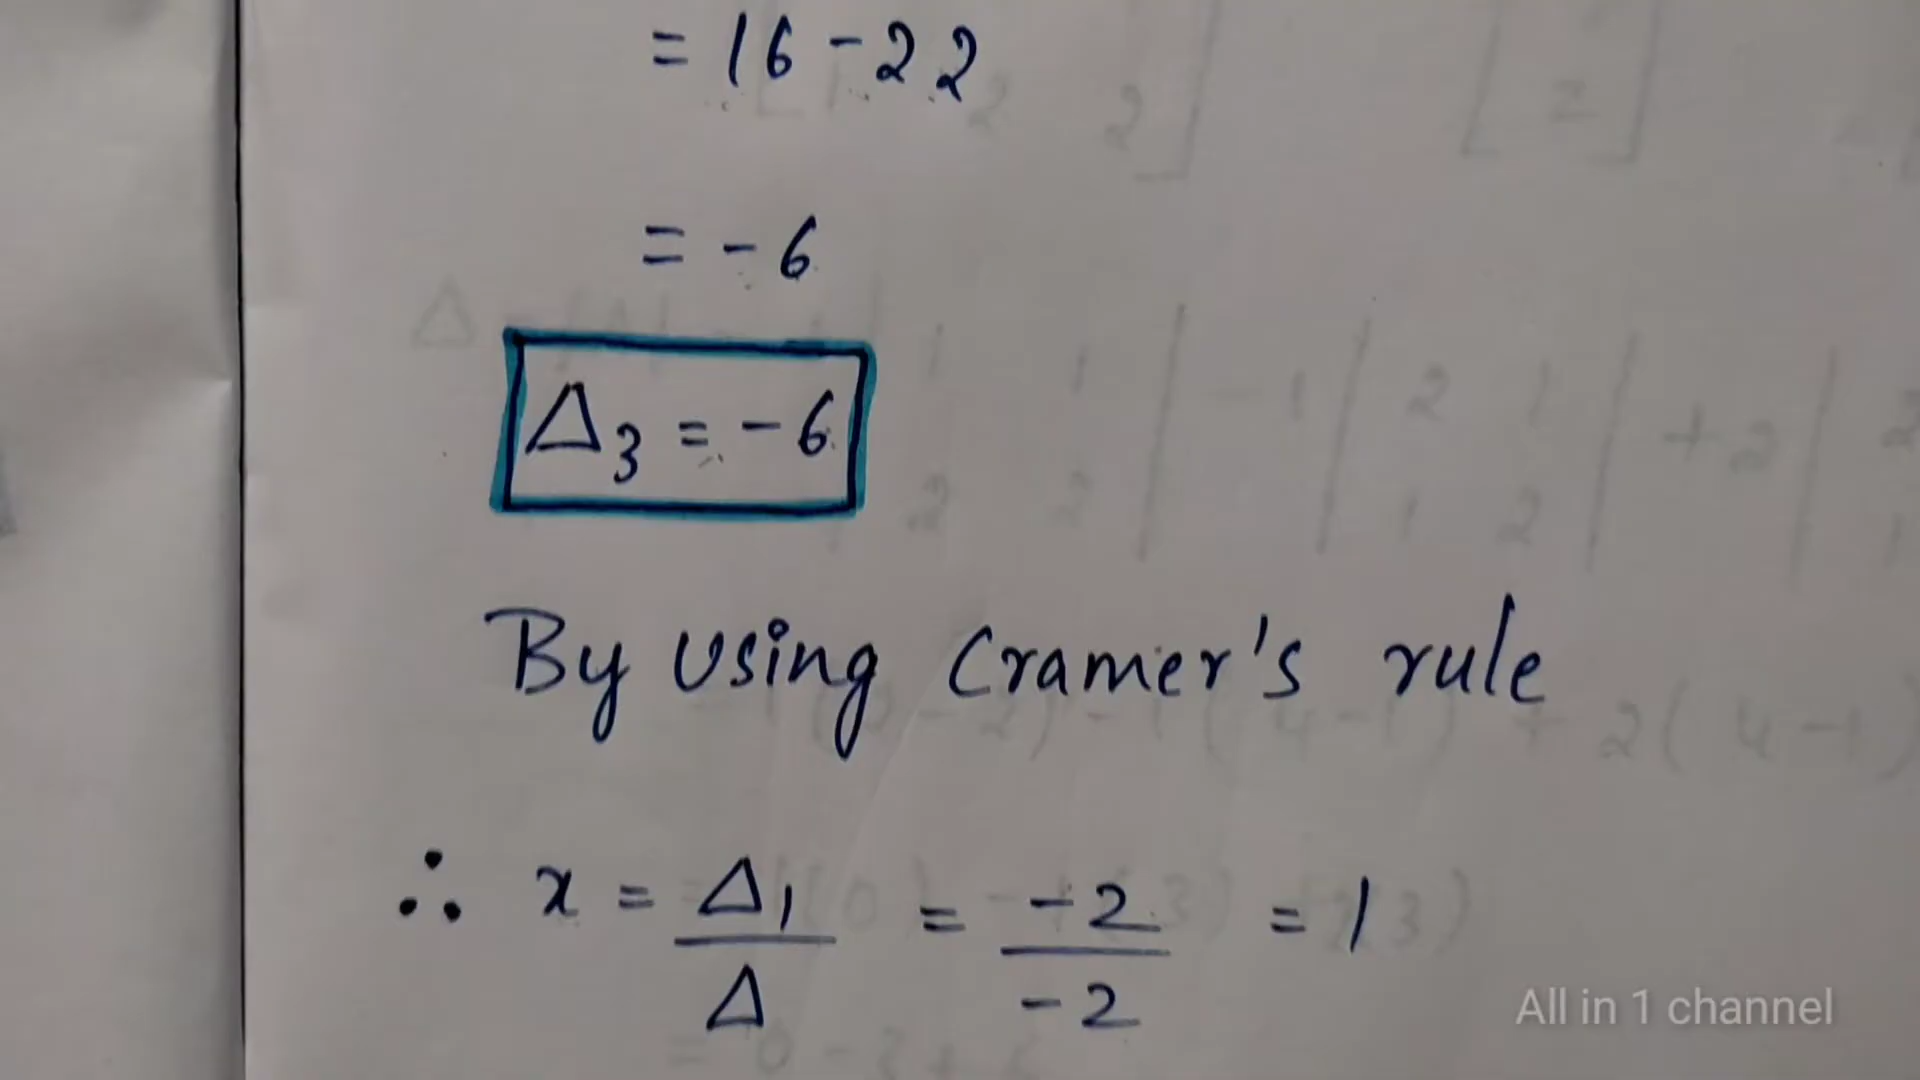 = 16 - 22
= - 6
Δ₃ = - 6
By using Cramer's rule
∴ x = Δ₁/Δ = -2/-2 = 1
All in 1 channel